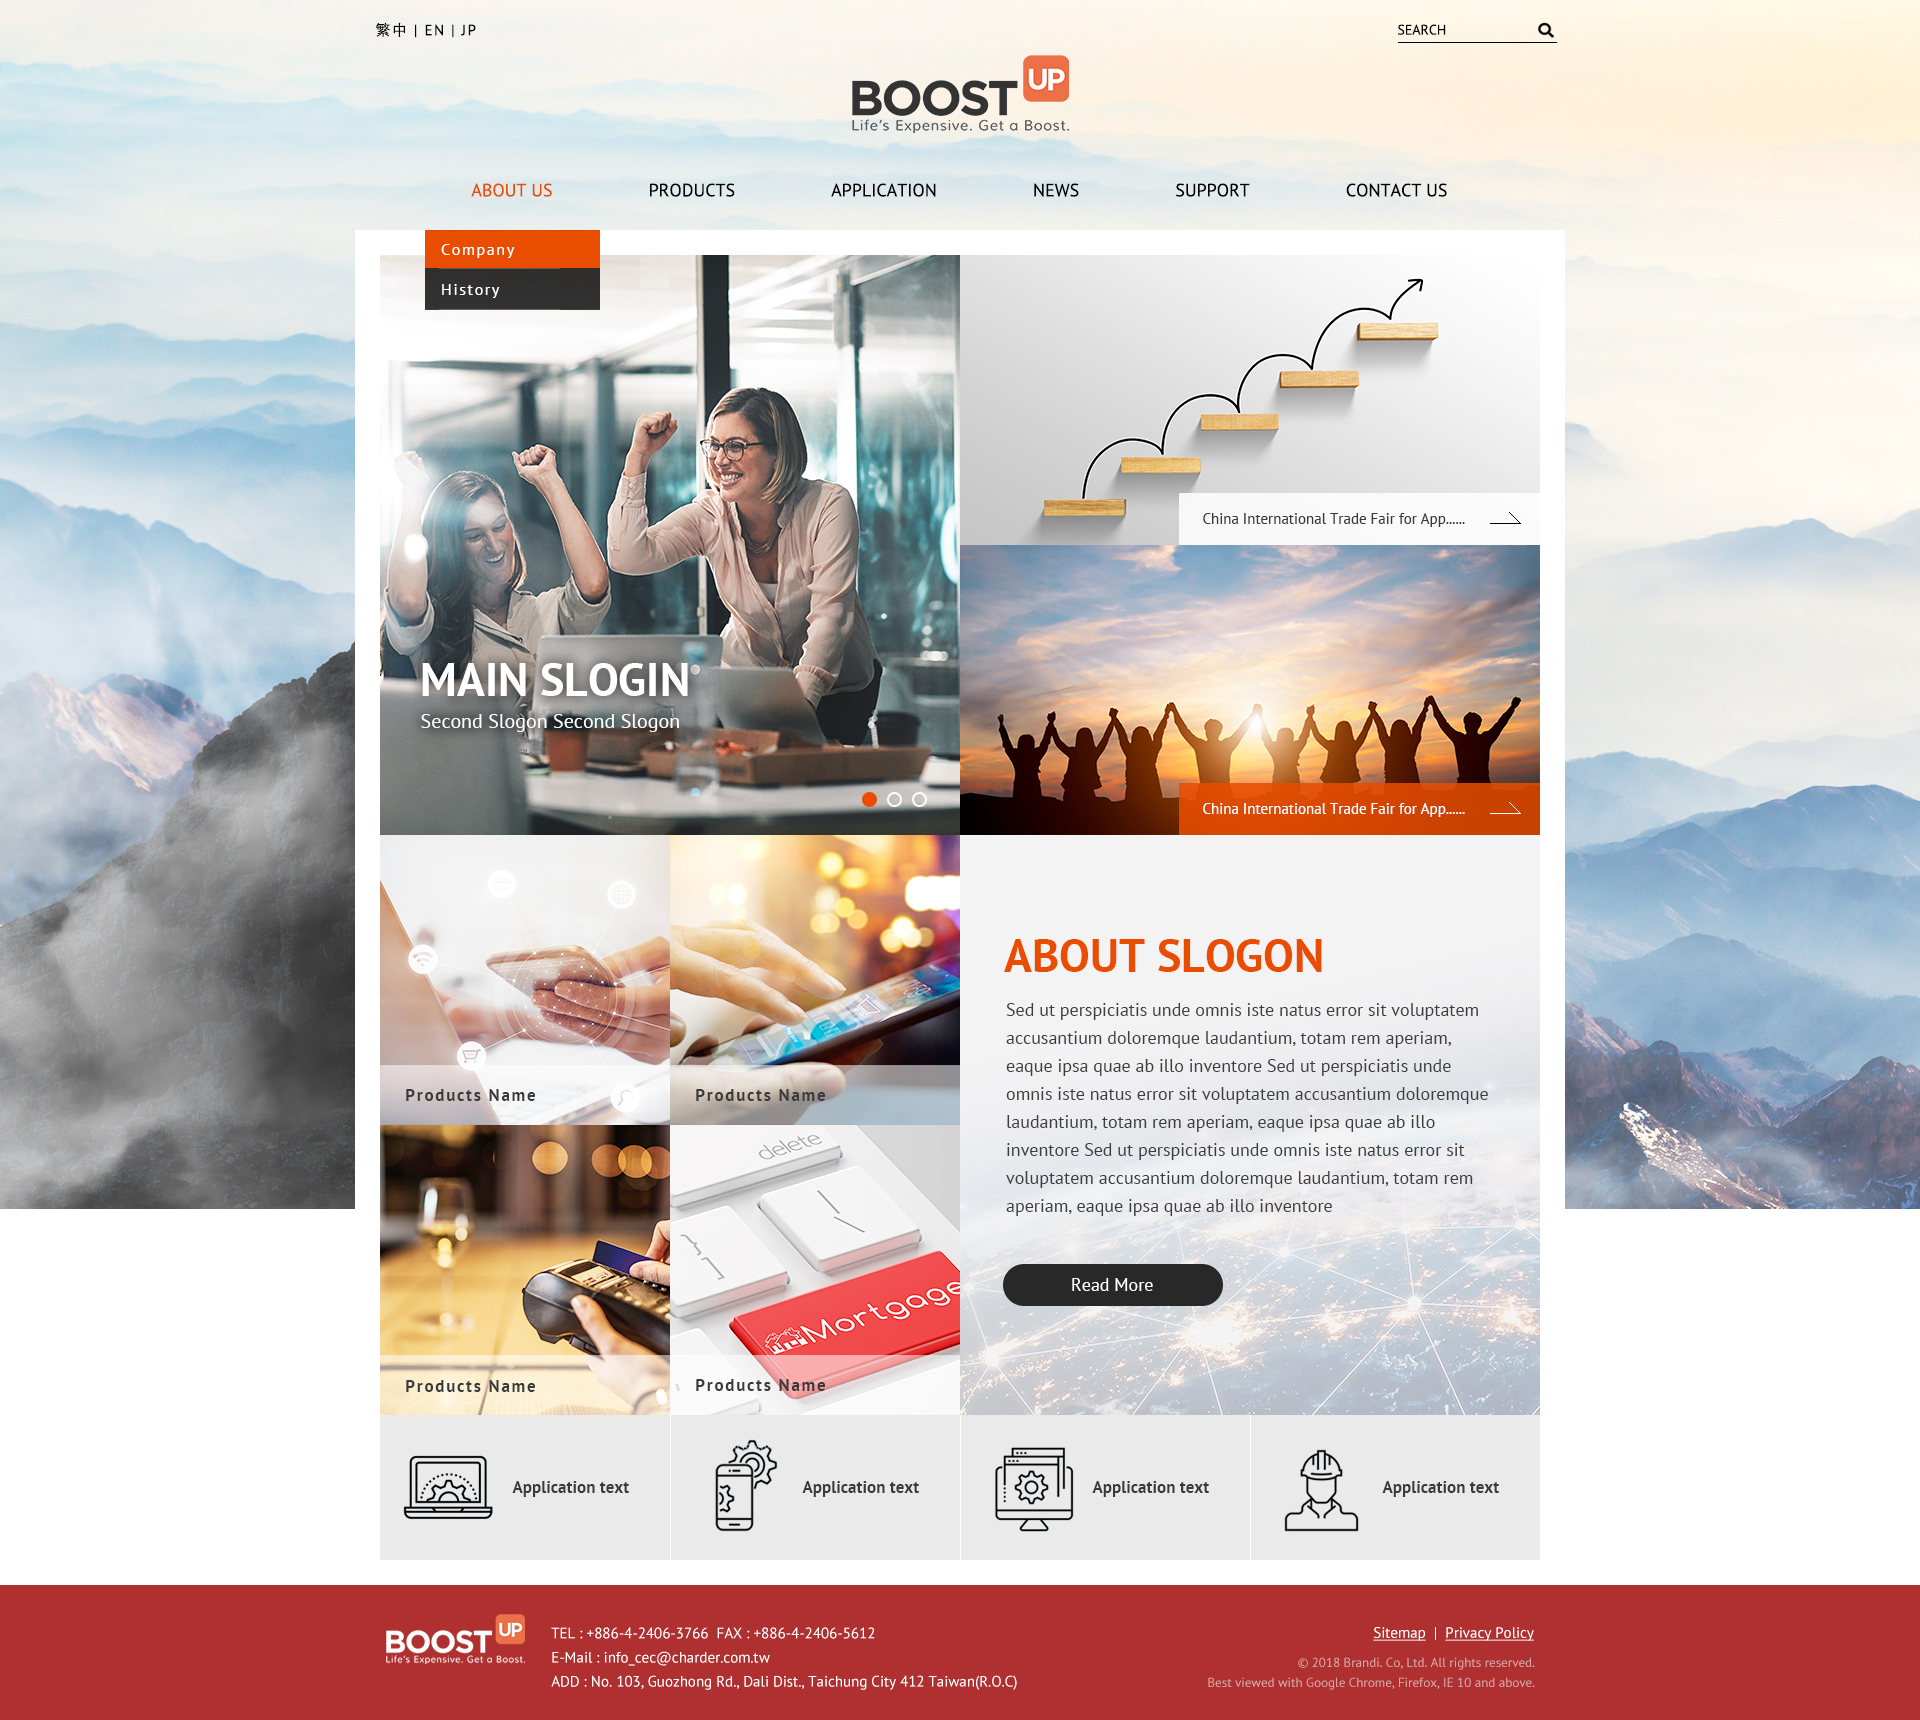 繁中 | EN | JP
SEARCH
BOOST UP
Life's Expensive. Get a Boost.
ABOUT US
PRODUCTS
APPLICATION
NEWS
SUPPORT
CONTACT US
Company
History
MAIN SLOGIN
Second Slogon Second Slogon
China International Trade Fair for App......
China International Trade Fair for App......
Products Name
Products Name
delete
Mortgage
Products Name
Products Name
ABOUT SLOGON
Sed ut perspiciatis unde omnis iste natus error sit voluptatem
accusantium doloremque laudantium, totam rem aperiam,
eaque ipsa quae ab illo inventore Sed ut perspiciatis unde
omnis iste natus error sit voluptatem accusantium doloremque
laudantium, totam rem aperiam, eaque ipsa quae ab illo
inventore Sed ut perspiciatis unde omnis iste natus error sit
voluptatem accusantium doloremque laudantium, totam rem
aperiam, eaque ipsa quae ab illo inventore
Read More
Application text
Application text
Application text
Application text
BOOST UP
Life's Expensive. Get a Boost.
TEL : +886-4-2406-3766 FAX : +886-4-2406-5612
E-Mail : info_cec@charder.com.tw
ADD : No. 103, Guozhong Rd., Dali Dist., Taichung City 412 Taiwan(R.O.C)
Sitemap | Privacy Policy
© 2018 Brandi. Co, Ltd. All rights reserved.
Best viewed with Google Chrome, Firefox, IE 10 and above.